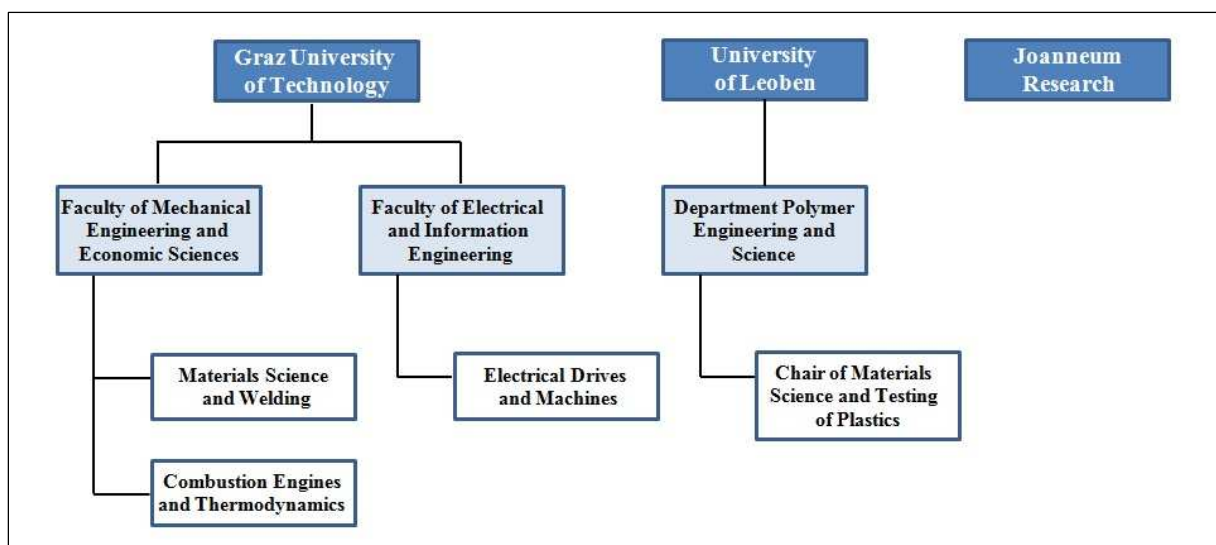 Graz University
of Technology
University
of Leoben
Joanneum
Research
Faculty of Mechanical
Engineering and
Economic Sciences
Faculty of Electrical
and Information
Engineering
Department Polymer
Engineering and
Science
Materials Science
and Welding
Electrical Drives
and Machines
Chair of Materials
Science and Testing
of Plastics
Combustion Engines
and Thermodynamics